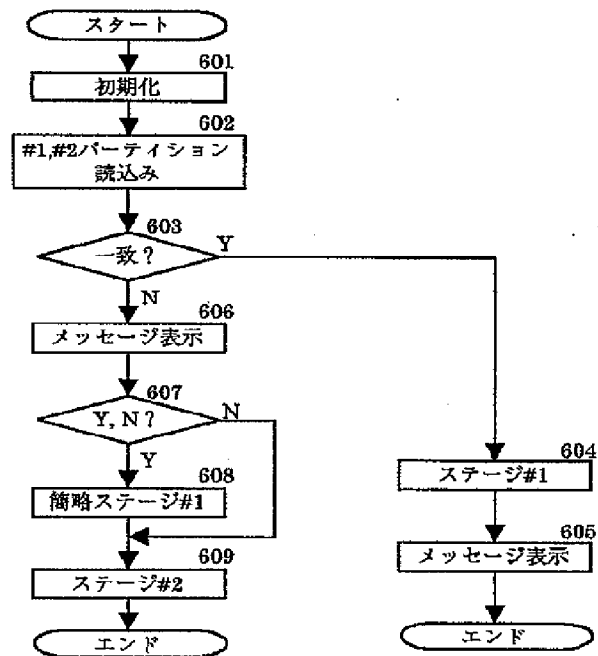 スタート
601
初期化
602
#1,#2パーティション
読込み
603
一致?
Y
N
606
メッセージ表示
607
Y, N?
N
Y
608
簡略ステージ#1
609
ステージ#2
エンド
604
ステージ#1
605
メッセージ表示
エンド